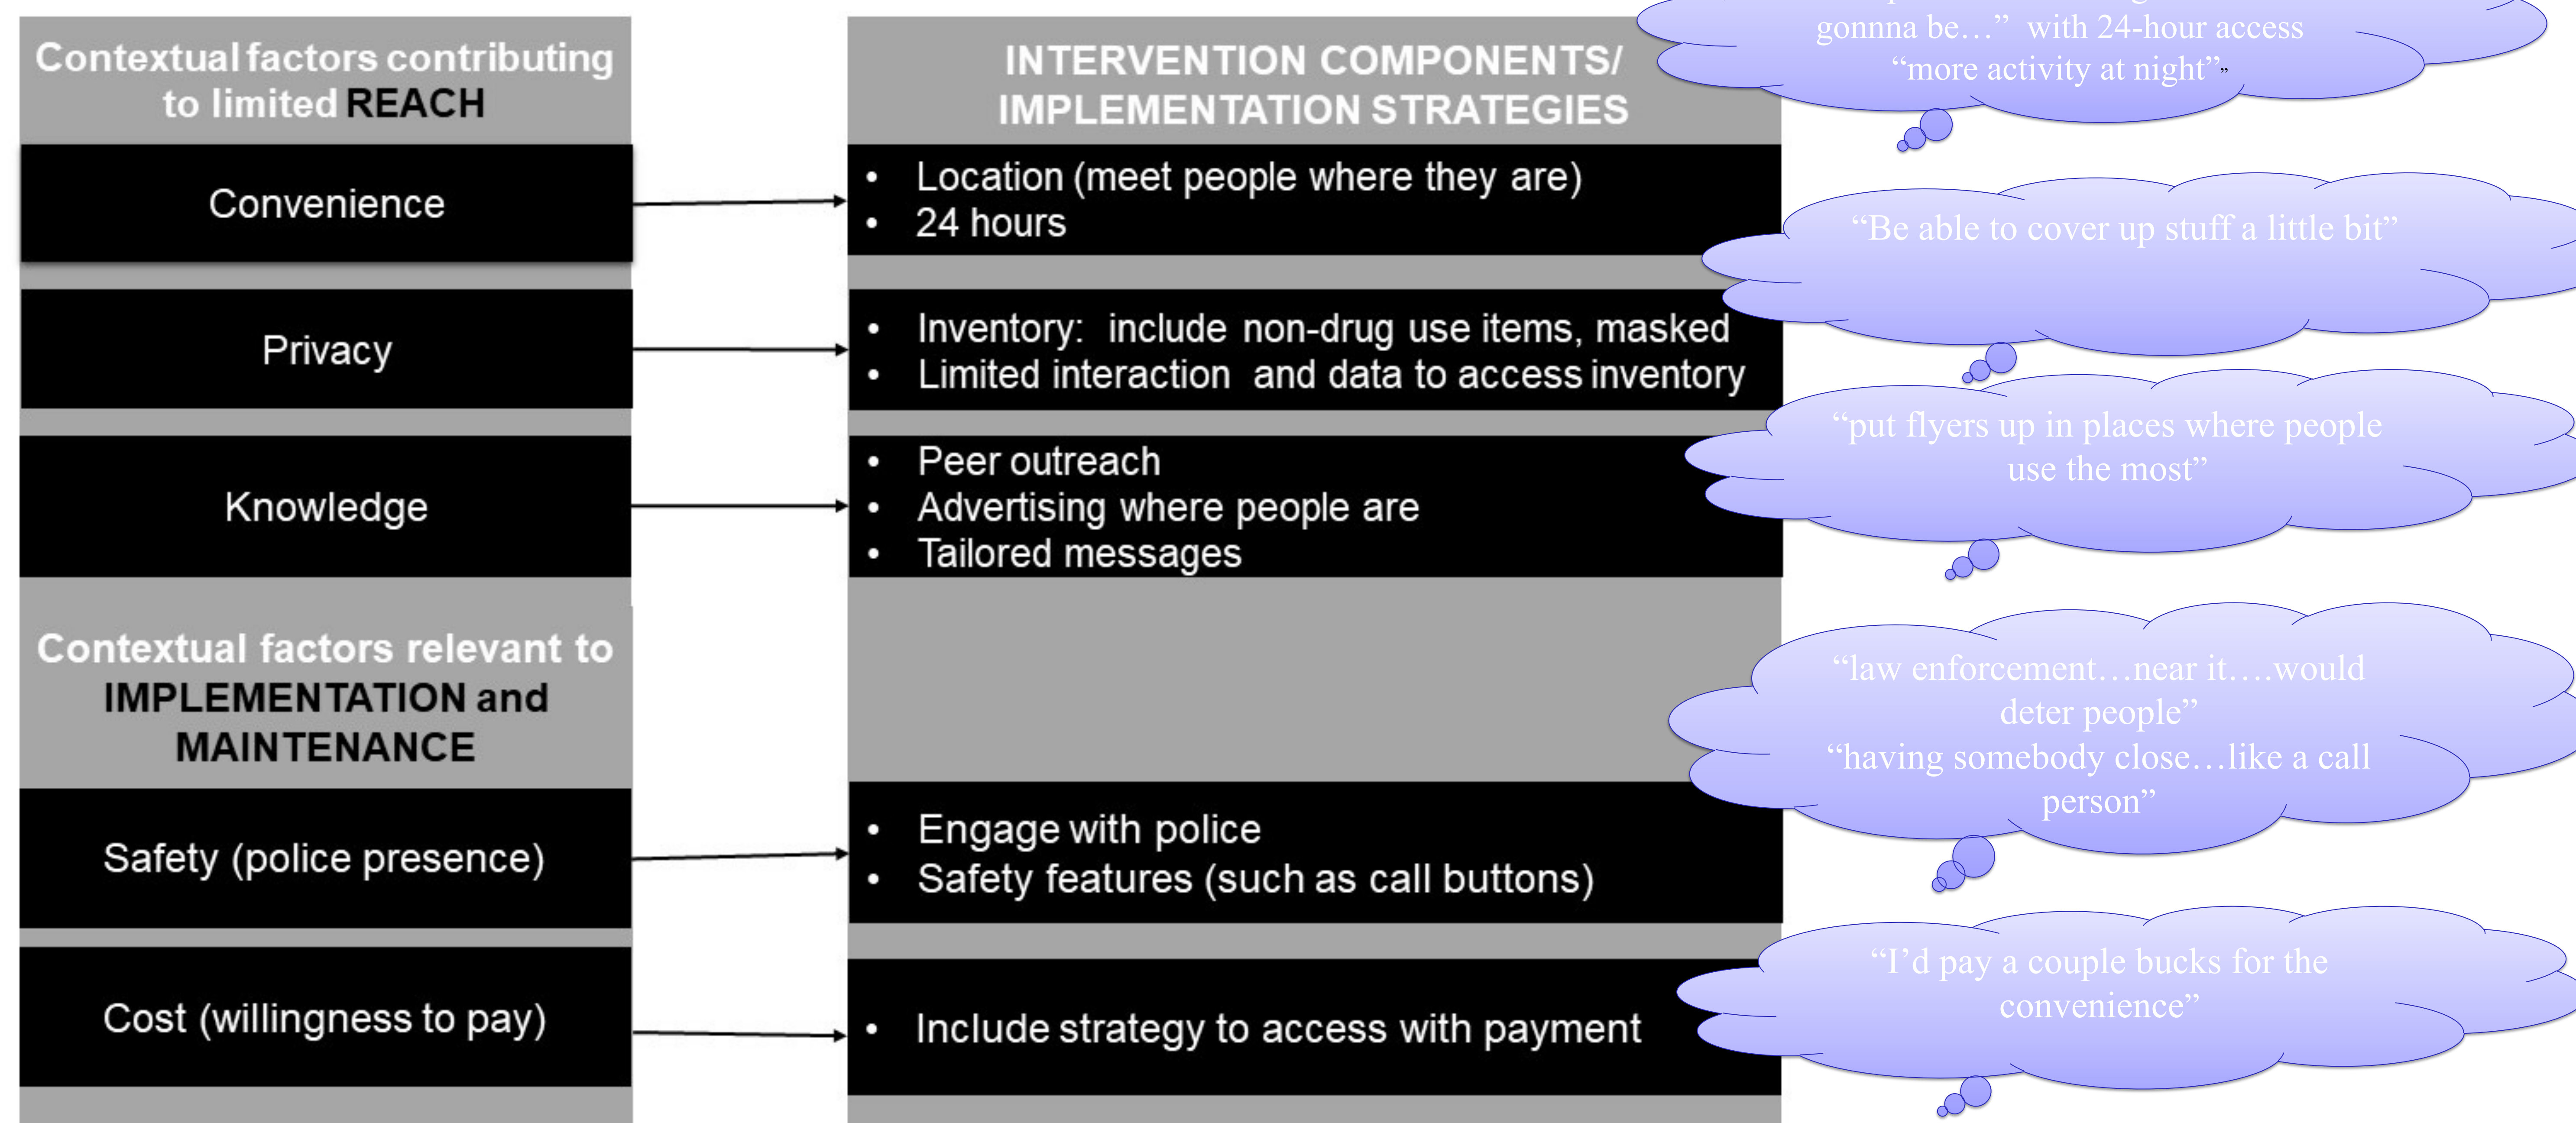 Contextual factors contributing
to limited REACH
Convenience
Privacy
Knowledge
Contextual factors relevant to
IMPLEMENTATION and
MAINTENANCE
Safety (police presence)
Cost (willingness to pay)
INTERVENTION COMPONENTS/
IMPLEMENTATION STRATEGIES
• Location (meet people where they are)
• 24 hours
• Inventory: include non-drug use items, masked
• Limited interaction and data to access inventory
• Peer outreach
• Advertising where people are
• Tailored messages
• Engage with police
• Safety features (such as call buttons)
• Include strategy to access with payment
gonnna be…” with 24-hour access
“more activity at night””
“Be able to cover up stuff a little bit”
“put flyers up in places where people
use the most”
“law enforcement…near it….would
deter people”
“having somebody close…like a call
person”
“I’d pay a couple bucks for the
convenience”